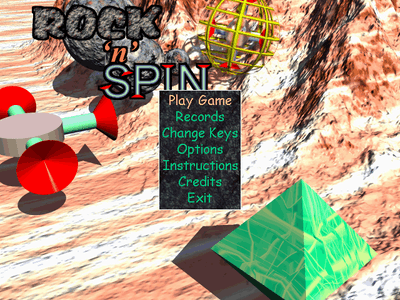 ROCK
'n'
SPIN
Play Game
Records
Change Keys
Options
Instructions
Credits
Exit